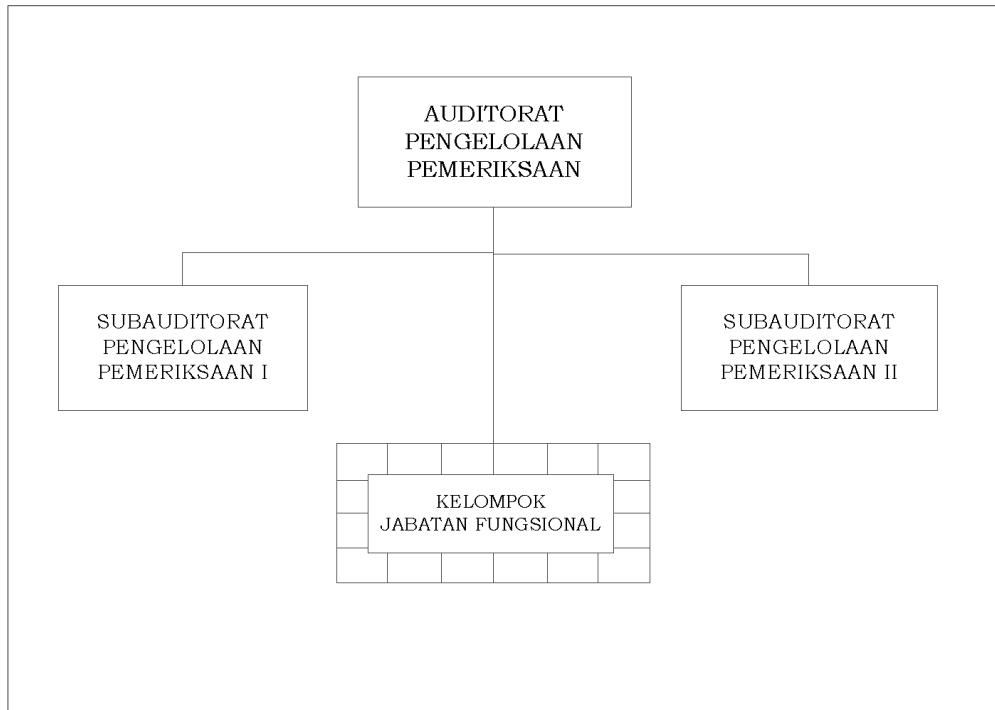 AUDITORAT
PENGELOLAAN
PEMERIKSAAN
SUBAUDITORAT
PENGELOLAAN
PEMERIKSAAN I
SUBAUDITORAT
PENGELOLAAN
PEMERIKSAAN II
KELOMPOK
JABATAN FUNGSIONAL